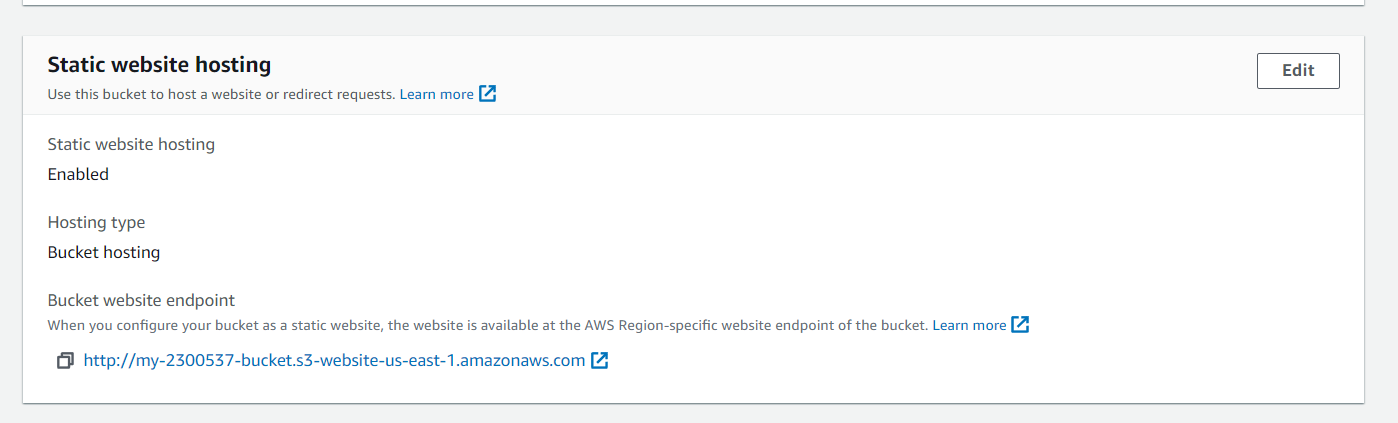 Static website hosting
Edit
Use this bucket to host a website or redirect requests. Learn more
Static website hosting
Enabled
Hosting type
Bucket hosting
Bucket website endpoint
When you configure your bucket as a static website, the website is available at the AWS Region-specific website endpoint of the bucket. Learn more
http://my-2300537-bucket.s3-website-us-east-1.amazonaws.com